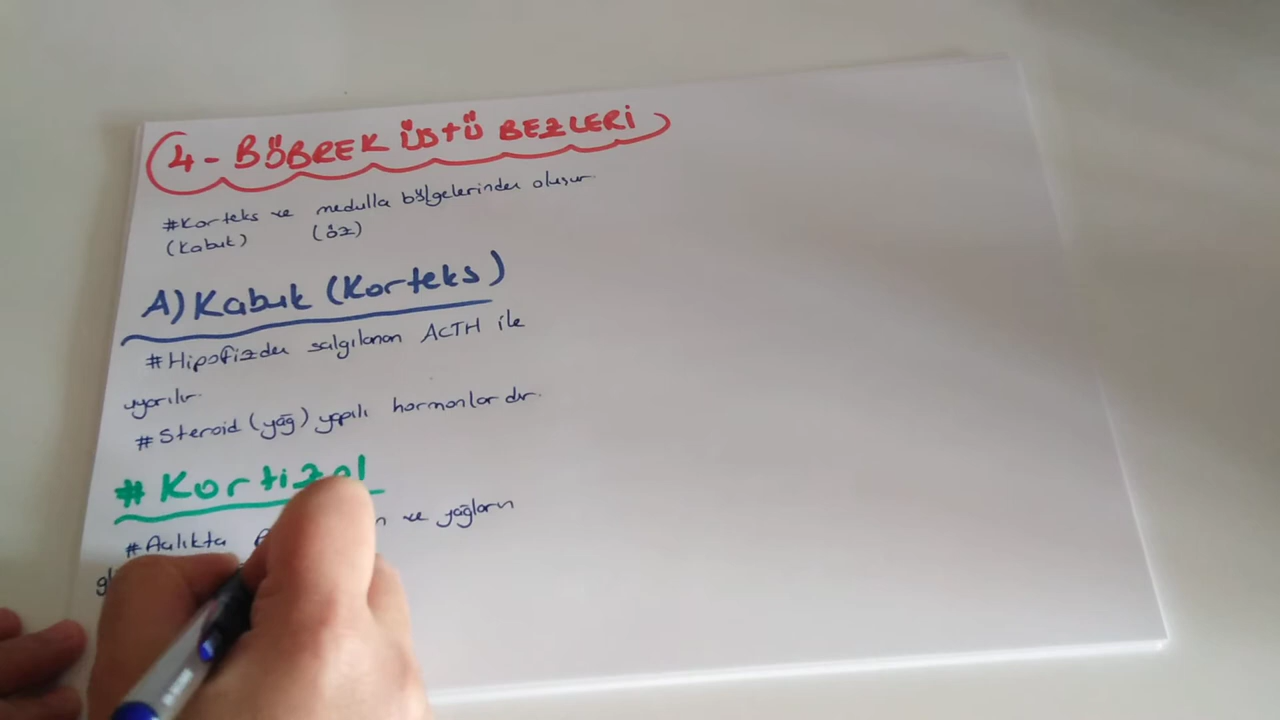 4- BÖBREK ÜSTÜ BEZLERİ
#Korteks ve medulla bölgelerinden oluşur.
(Kabuk) (öz)
A) Kabuk (Korteks)
#Hipofizden salgılanan ACTH ile
uyarılır.
#Steroid (yağ) yapılı hormonlardır.
#Kortizol
#Açlıkta ve yağların